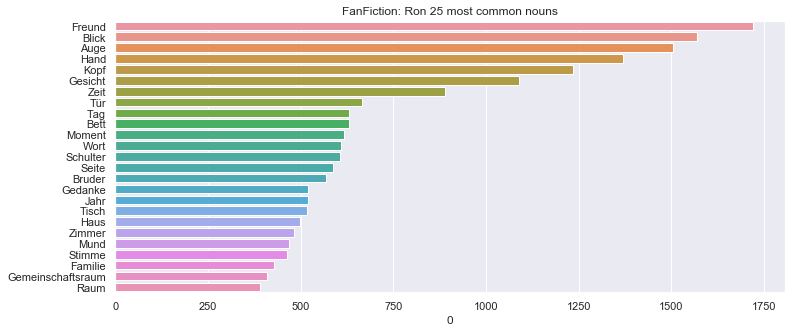 FanFiction: Ron 25 most common nouns
Freund
Blick
Auge
Hand
Kopf
Gesicht
Zeit
Tür
Tag
Bett
Moment
Wort
Schulter
Seite
Bruder
Gedanke
Jahr
Tisch
Haus
Zimmer
Mund
Stimme
Familie
Gemeinschaftsraum
Raum
0 250 500 750 1000 1250 1500 1750
0